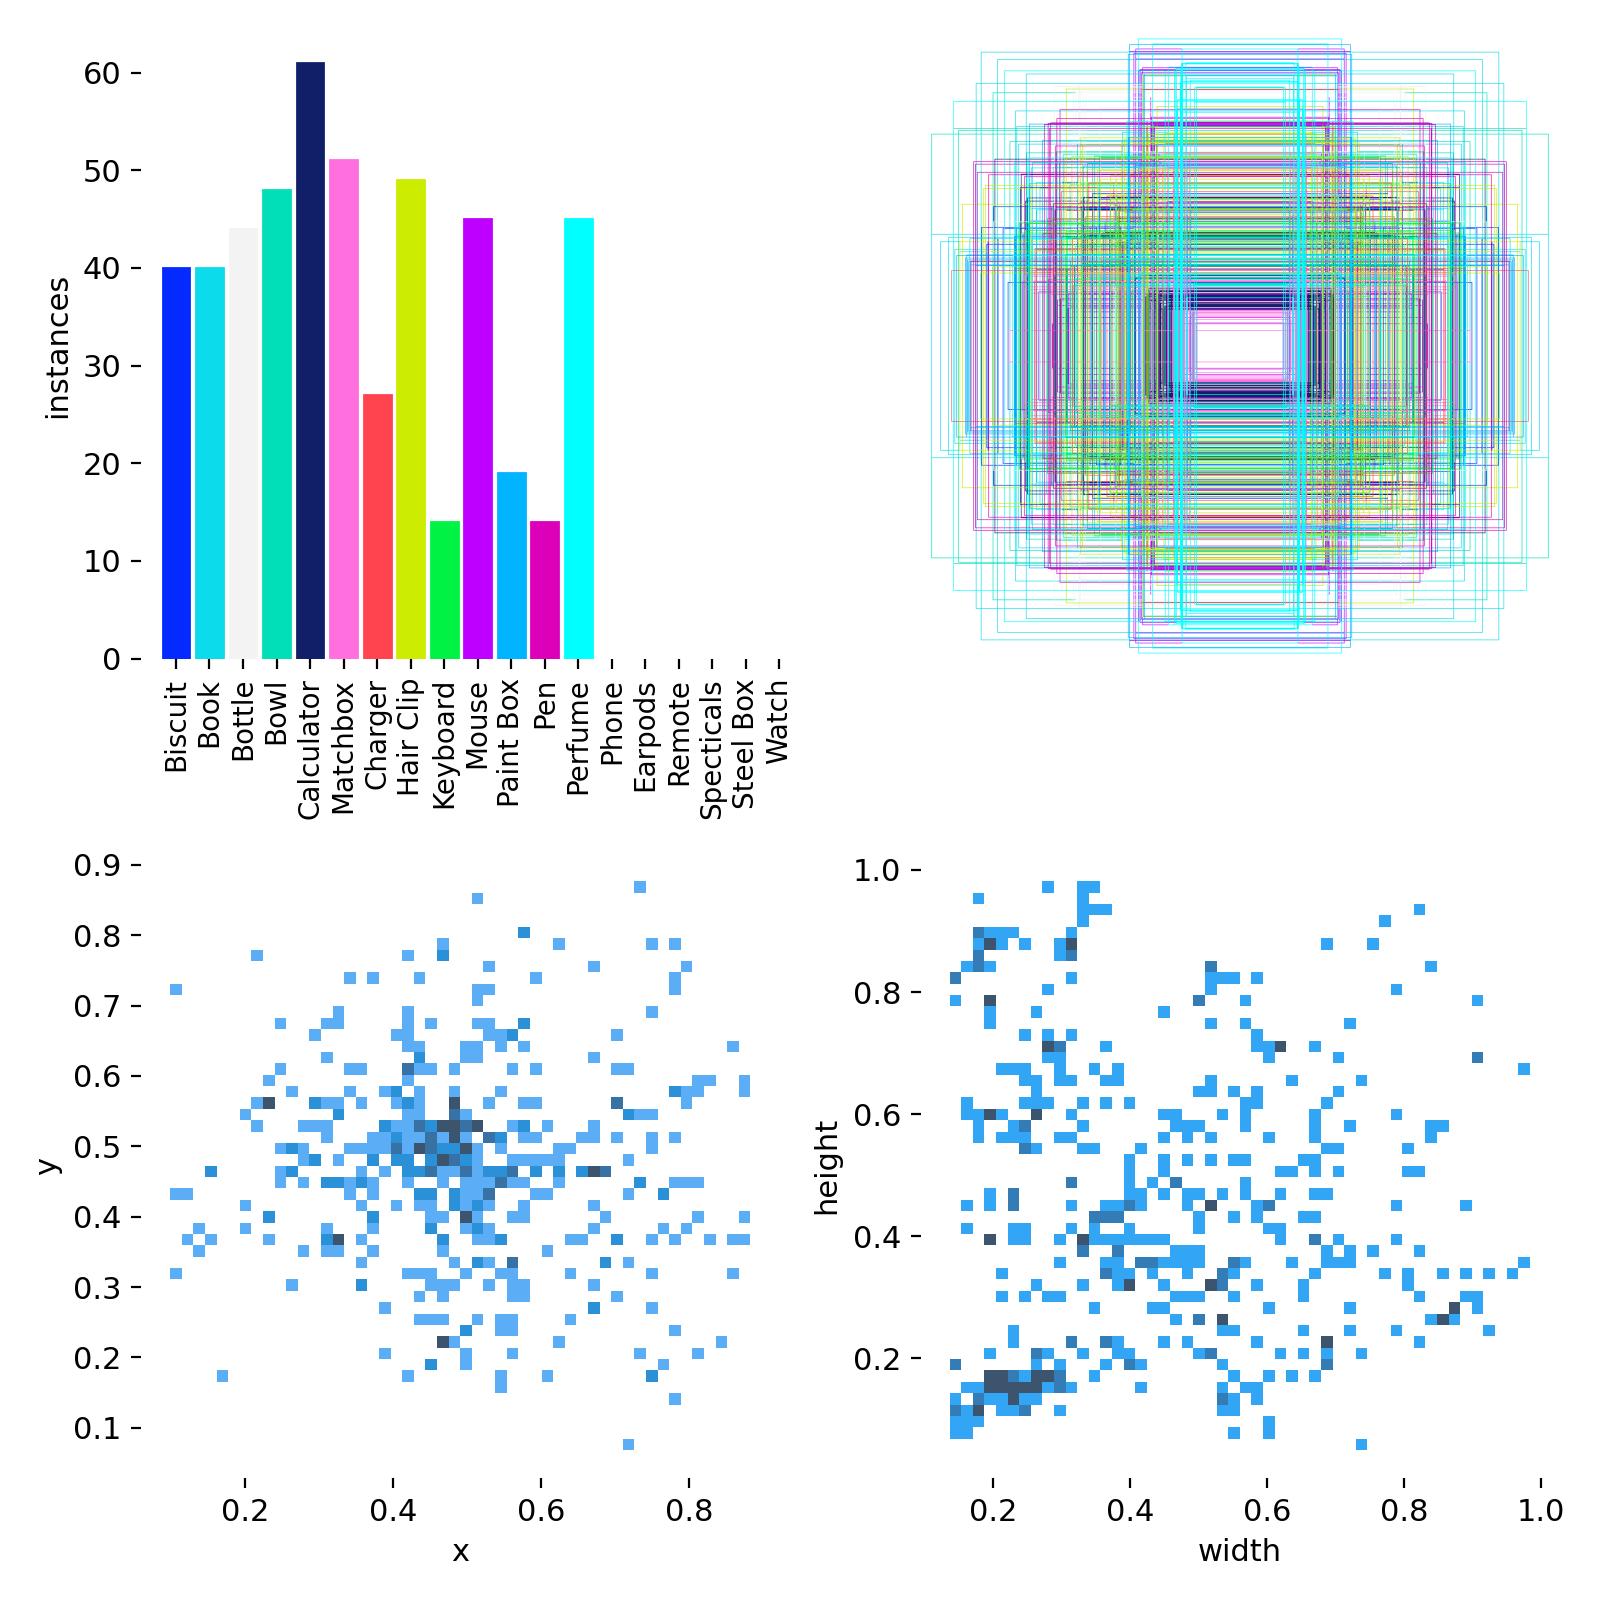 60
50
40
30
20
10
0
instances
Biscuit
Book
Bottle
Bowl
Calculator
Matchbox
Charger
Hair Clip
Keyboard
Mouse
Paint Box
Pen
Perfume
Phone
Earpods
Remote
Specticals
Steel Box
Watch
0.9
0.8
0.7
0.6
0.5
0.4
0.3
0.2
0.1
y
0.2 0.4 0.6 0.8
x
1.0
0.8
0.6
0.4
0.2
height
0.2 0.4 0.6 0.8 1.0
width